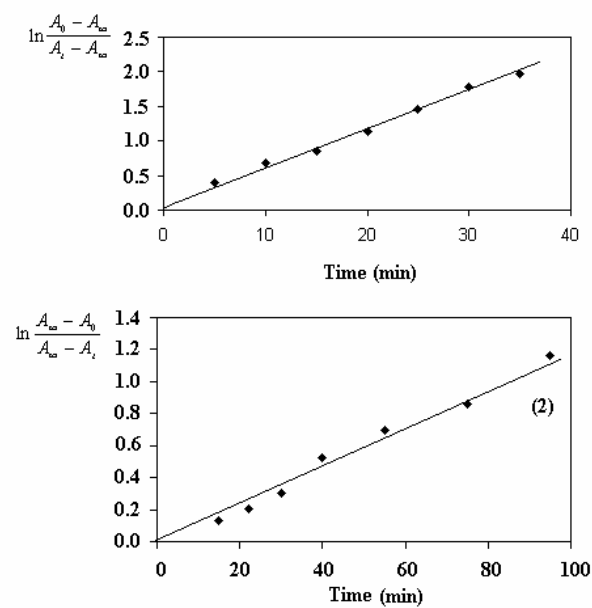 ln (A₀ − A∞)/(Aₜ − A∞)
2.5
2.0
1.5
1.0
0.5
0.0
0 10 20 30 40
Time (min)
ln (A∞ − A₀)/(A∞ − Aₜ)
1.4
1.2
1.0
0.8
0.6
0.4
0.2
0.0
(2)
0 20 40 60 80 100
Time (min)